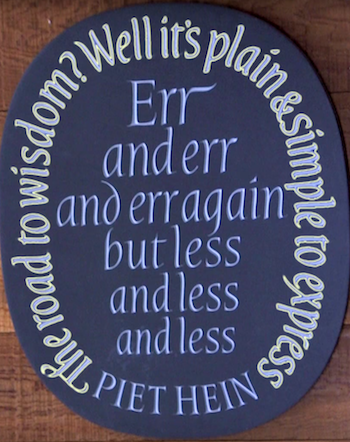 The road to wisdom? Well it's plain & simple to express
Err
and err
and err again
but less
and less
and less
PIET HEIN